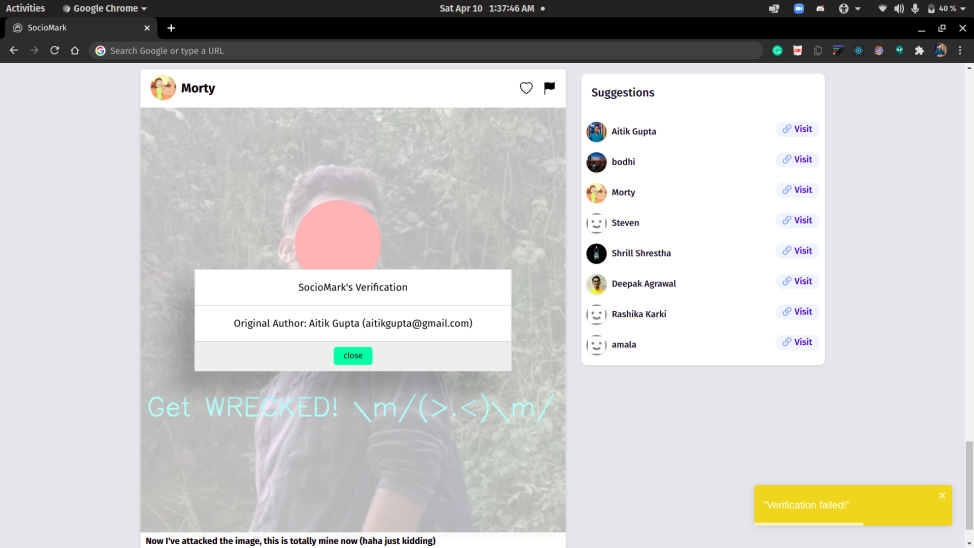 Activities
Google Chrome
Sat Apr 10 1:37:46 AM
40 %
SocioMark
Search Google or type a URL
Morty
SocioMark's Verification
Original Author: Aitik Gupta (aitikgupta@gmail.com)
close
Get WRECKED! \m/(>.<)\m/
Now I've attacked the image, this is totally mine now (haha just kidding)
Suggestions
Aitik Gupta Visit
bodhi Visit
Morty Visit
Steven Visit
Shrill Shrestha Visit
Deepak Agrawal Visit
Rashika Karki Visit
amala Visit
"Verification failed!"